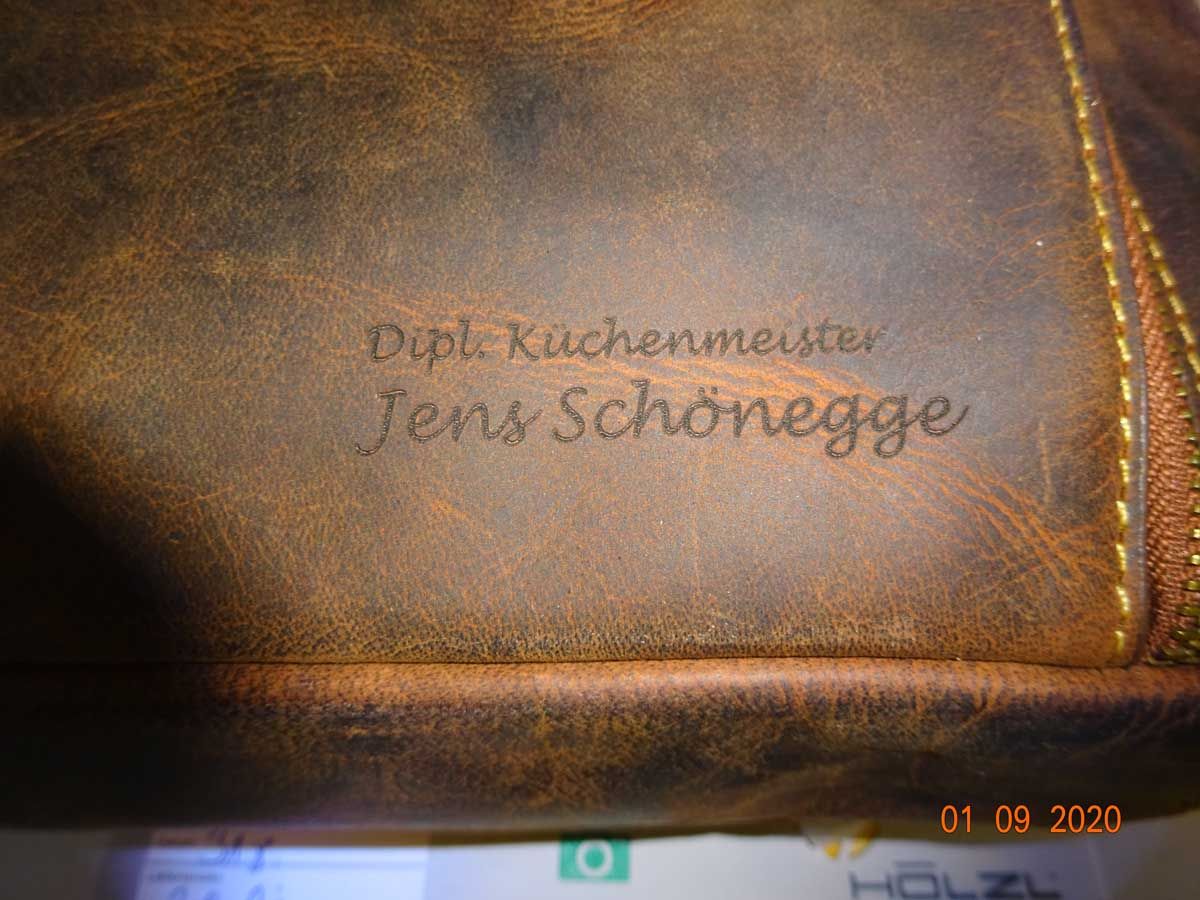 Dipl. Küchenmeister
Jens Schönegge
01 09 2020
HÖLZL